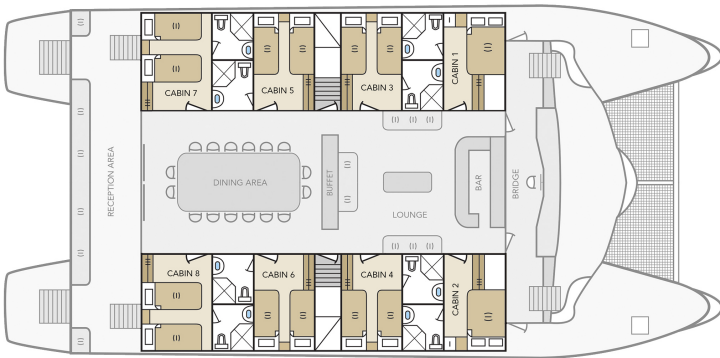 CABIN 7
CABIN 5
CABIN 3
CABIN 1
RECEPTION AREA
DINING AREA
BUFFET
LOUNGE
BAR
BRIDGE
CABIN 8
CABIN 6
CABIN 4
CABIN 2